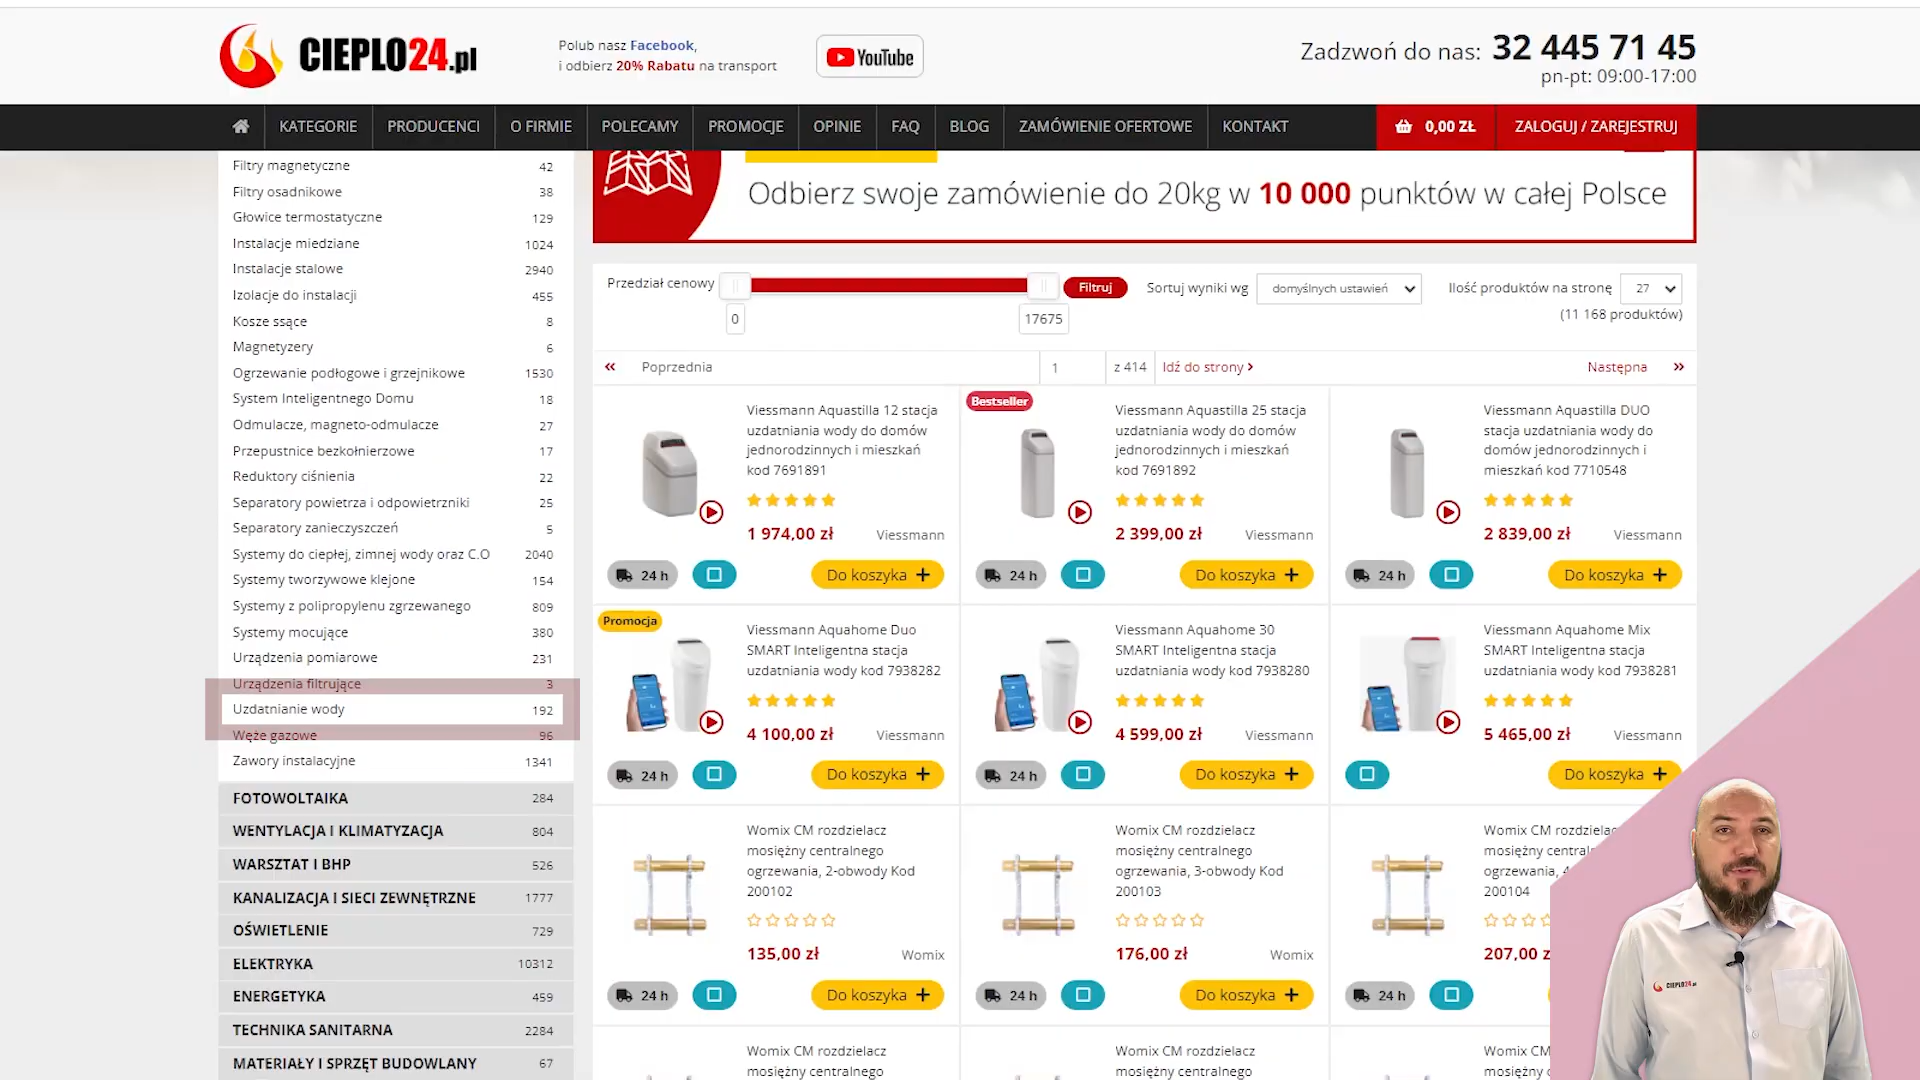 CIEPLO24.pl
Polub nasz Facebook,
i odbierz 20% Rabatu na transport
YouTube
Zadzwoń do nas: 32 445 71 45
pn-pt: 09:00-17:00
KATEGORIE
PRODUCENCI
O FIRMIE
POLECAMY
PROMOCJE
OPINIE
FAQ
BLOG
ZAMÓWIENIE OFERTOWE
KONTAKT
0,00 ZŁ
ZALOGUJ / ZAREJESTRUJ
Filtry magnetyczne 42
Filtry osadnikowe 38
Głowice termostatyczne 129
Instalacje miedziane 1024
Instalacje stalowe 2940
Izolacje do instalacji 455
Kosze ssące 8
Magnetyzery 6
Ogrzewanie podłogowe i grzejnikowe 1530
System Inteligentnego Domu 18
Odmulacze, magneto-odmulacze 27
Przepustnice bezkołnierzowe 17
Reduktory ciśnienia 22
Separatory powietrza i odpowietrzniki 25
Separatory zanieczyszczeń 5
Systemy do ciepłej, zimnej wody oraz C.O 2040
Systemy tworzywowe klejone 154
Systemy z polipropylenu zgrzewanego 809
Systemy mocujące 380
Urządzenia pomiarowe 231
Urządzenia filtrujące 3
Uzdatnianie wody 192
Węże gazowe 96
Zawory instalacyjne 1341
FOTOWOLTAIKA 284
WENTYLACJA I KLIMATYZACJA 804
WARSZTAT I BHP 526
KANALIZACJA I SIECI ZEWNĘTRZNE 1777
OŚWIETLENIE 729
ELEKTRYKA 10312
ENERGETYKA 459
TECHNIKA SANITARNA 2284
MATERIAŁY I SPRZĘT BUDOWLANY 67
Odbierz swoje zamówienie do 20kg w 10 000 punktów w całej Polsce
Przedział cenowy
0
17675
Filtruj
Sortuj wyniki wg
domyślnych ustawień
Ilość produktów na stronę
27
(11 168 produktów)
« Poprzednia
1
z 414
Idź do strony >
Następna »
Viessmann Aquastilla 12 stacja
uzdatniania wody do domów
jednorodzinnych i mieszkań
kod 7691891
1 974,00 zł
Viessmann
24 h
Do koszyka +
Bestseller
Viessmann Aquastilla 25 stacja
uzdatniania wody do domów
jednorodzinnych i mieszkań
kod 7691892
2 399,00 zł
Viessmann
24 h
Do koszyka +
Viessmann Aquastilla DUO
stacja uzdatniania wody do
domów jednorodzinnych i
mieszkań kod 7710548
2 839,00 zł
Viessmann
24 h
Do koszyka +
Promocja
Viessmann Aquahome Duo
SMART Inteligentna stacja
uzdatniania wody kod 7938282
4 100,00 zł
Viessmann
24 h
Do koszyka +
Viessmann Aquahome 30
SMART Inteligentna stacja
uzdatniania wody kod 7938280
4 599,00 zł
Viessmann
24 h
Do koszyka +
Viessmann Aquahome Mix
SMART Inteligentna stacja
uzdatniania wody kod 7938281
5 465,00 zł
Viessmann
Do koszyka +
Womix CM rozdzielacz
mosiężny centralnego
ogrzewania, 2-obwody Kod
200102
135,00 zł
Womix
24 h
Do koszyka +
Womix CM rozdzielacz
mosiężny centralnego
ogrzewania, 3-obwody Kod
200103
176,00 zł
Womix
24 h
Do koszyka +
Womix CM rozdzielac
mosiężny centraln
ogrzewania, 4
200104
207,00 z
24 h
Womix CM rozdzielacz
mosiężny centralnego
Womix CM rozdzielacz
mosiężny centralnego
Womix CM
mosiężny
CIEPLO24.pl